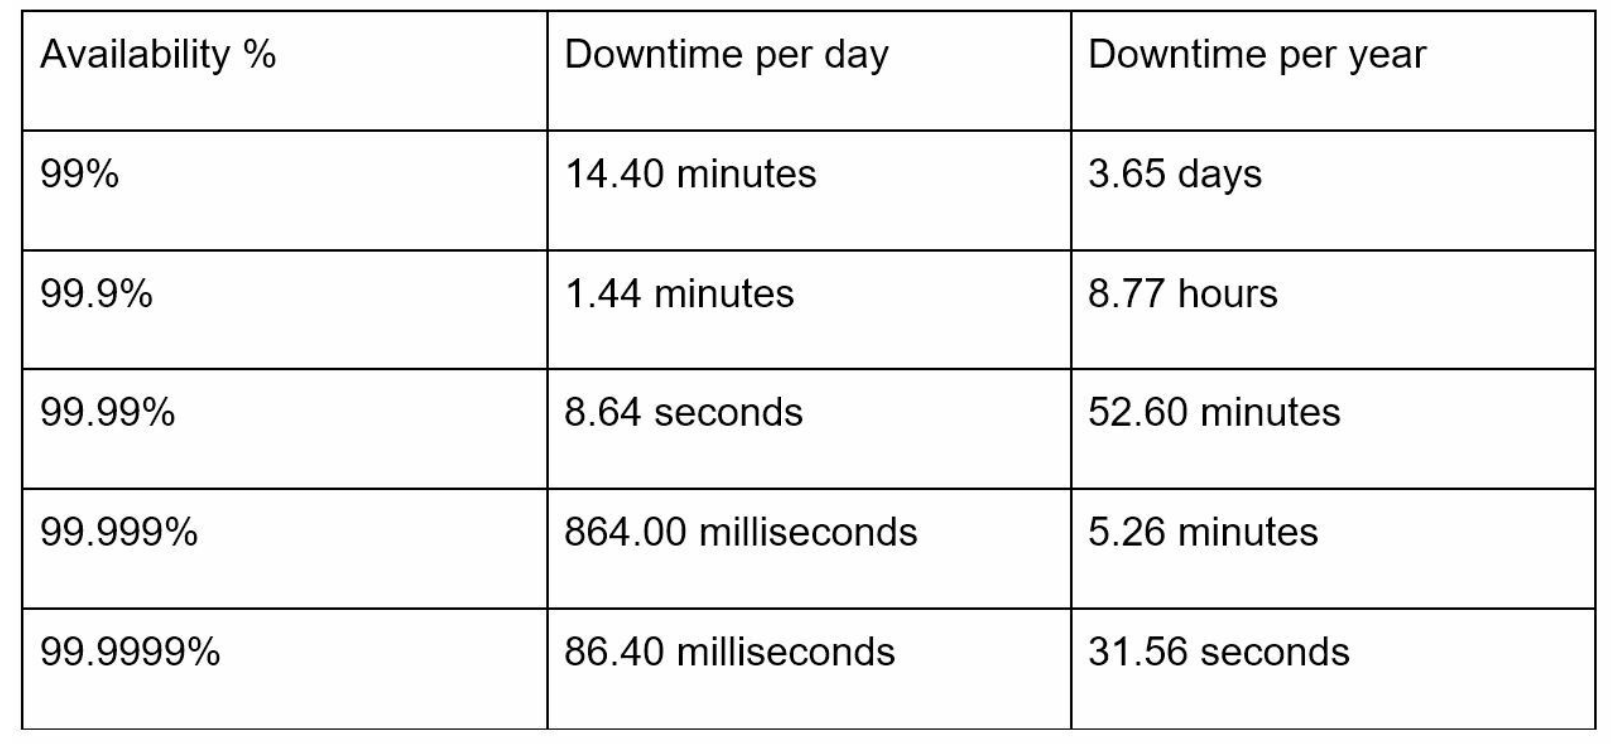 Availability % Downtime per day Downtime per year
99% 14.40 minutes 3.65 days
99.9% 1.44 minutes 8.77 hours
99.99% 8.64 seconds 52.60 minutes
99.999% 864.00 milliseconds 5.26 minutes
99.9999% 86.40 milliseconds 31.56 seconds